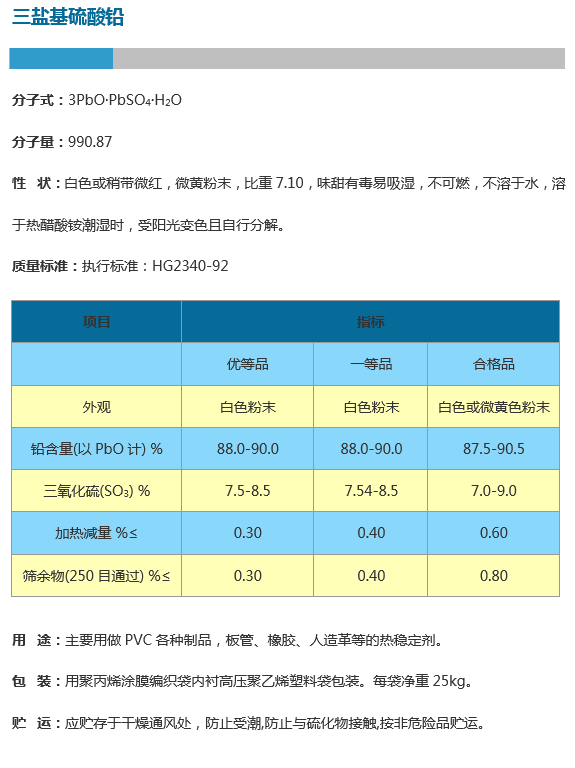 三盐基硫酸铅
分子式：3PbO·PbSO₄·H₂O
分子量：990.87
性 状：白色或稍带微红，微黄粉末，比重 7.10，味甜有毒易吸湿，不可燃，不溶于水，溶
于热醋酸铵潮湿时，受阳光变色且自行分解。
质量标准：执行标准：HG2340-92
项目 指标
优等品 一等品 合格品
外观 白色粉末 白色粉末 白色或微黄色粉末
铅含量(以 PbO 计) % 88.0-90.0 88.0-90.0 87.5-90.5
三氧化硫(SO₃) % 7.5-8.5 7.54-8.5 7.0-9.0
加热减量 %≤ 0.30 0.40 0.60
筛余物(250 目通过) %≤ 0.30 0.40 0.80
用 途：主要用做 PVC 各种制品，板管、橡胶、人造革等的热稳定剂。
包 装：用聚丙烯涂膜编织袋内衬高压聚乙烯塑料袋包装。每袋净重 25kg。
贮 运：应贮存于干燥通风处，防止受潮,防止与硫化物接触,按非危险品贮运。